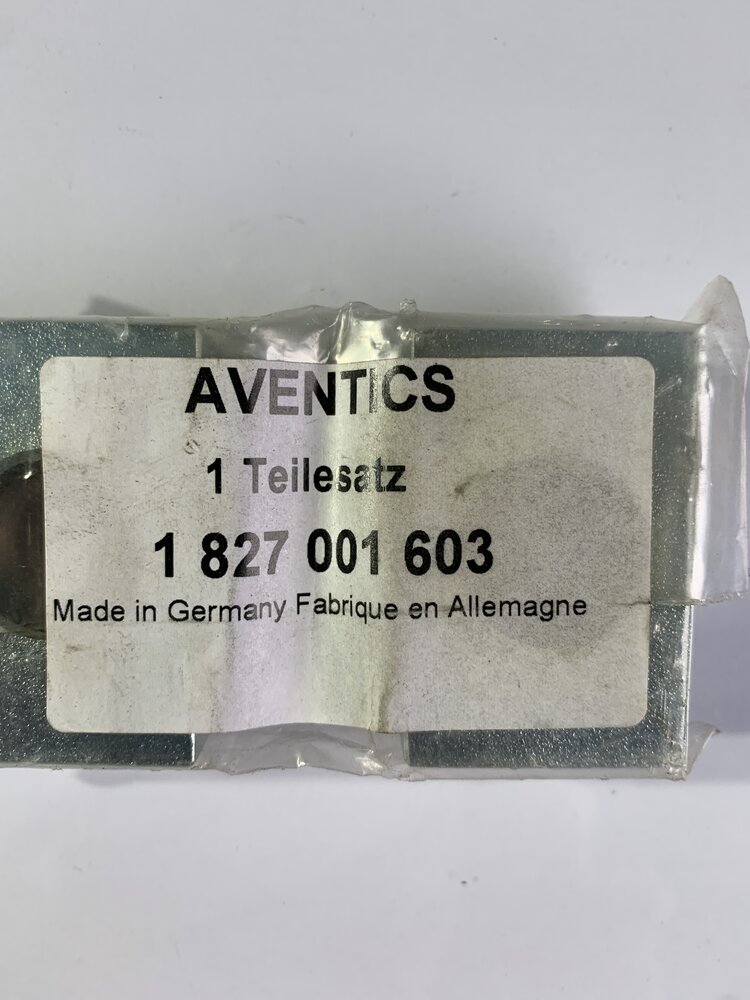 AVENTICS
1 Teilesatz
1 827 001 603
Made in Germany Fabrique en Allemagne